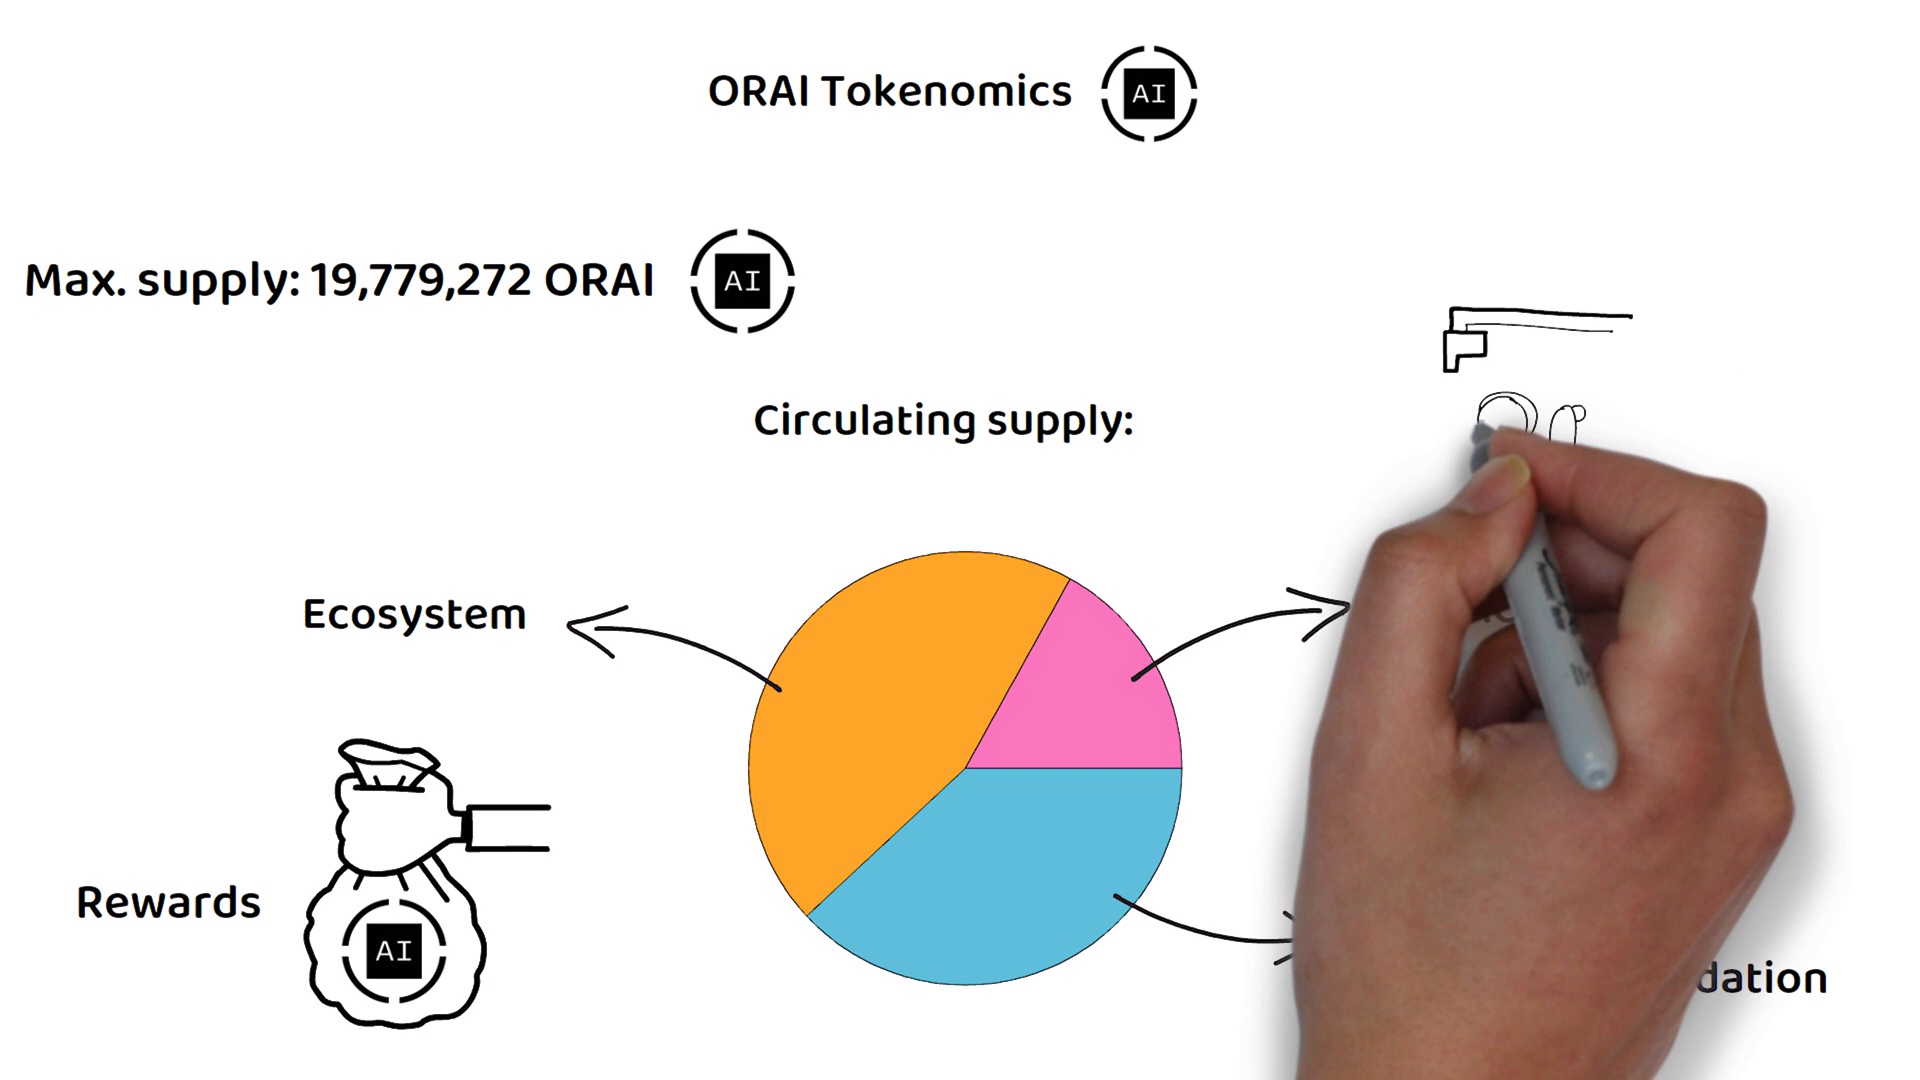 ORAI Tokenomics AI
Max. supply: 19,779,272 ORAI AI
Circulating supply:
Ecosystem
Rewards
AI
dation